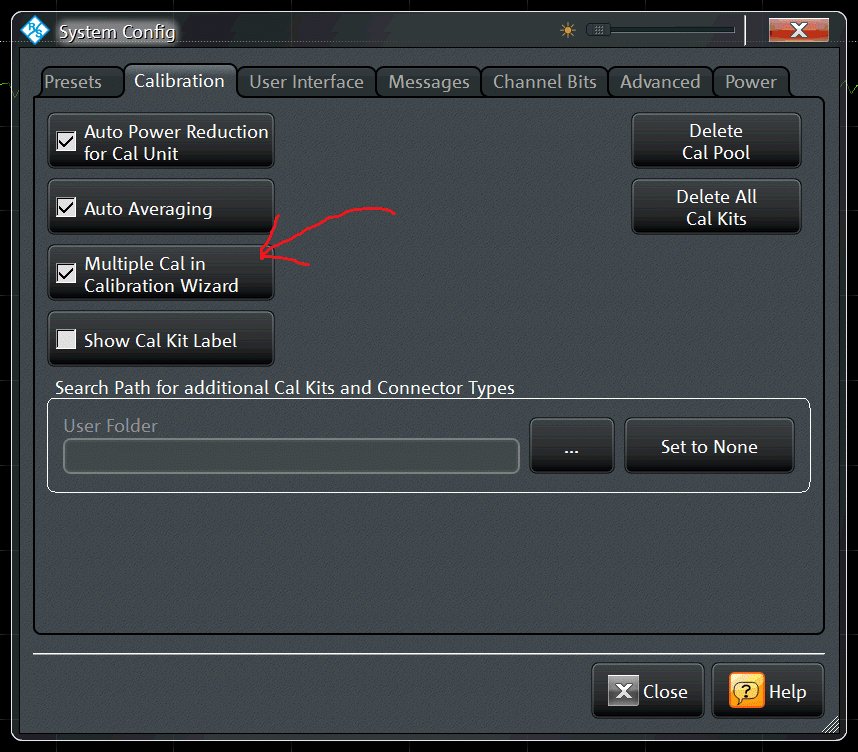 R&S System Config
Presets Calibration User Interface Messages Channel Bits Advanced Power
Auto Power Reduction
for Cal Unit
Delete
Cal Pool
Auto Averaging
Delete All
Cal Kits
Multiple Cal in
Calibration Wizard
Show Cal Kit Label
Search Path for additional Cal Kits and Connector Types
User Folder
...
Set to None
Close
Help